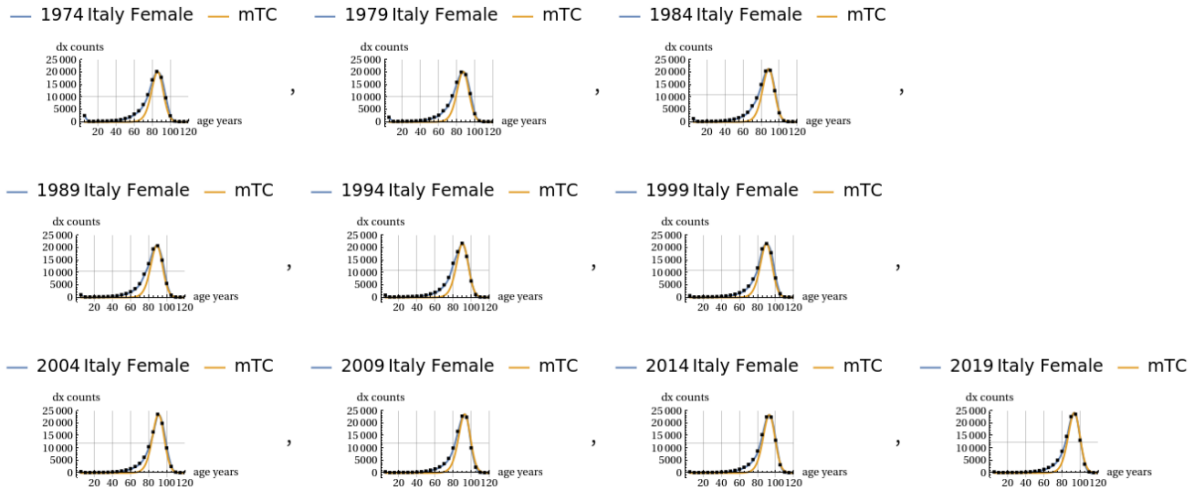 1974 Italy Female mTC
dx counts
25 000
20 000
15 000
10 000
5000
0
age years
20 40 60 80 100 120
,
1979 Italy Female mTC
dx counts
25 000
20 000
15 000
10 000
5000
0
age years
20 40 60 80 100 120
,
1984 Italy Female mTC
dx counts
25 000
20 000
15 000
10 000
5000
0
age years
20 40 60 80 100 120
,
1989 Italy Female mTC
dx counts
25 000
20 000
15 000
10 000
5000
0
age years
20 40 60 80 100 120
,
1994 Italy Female mTC
dx counts
25 000
20 000
15 000
10 000
5000
0
age years
20 40 60 80 100 120
,
1999 Italy Female mTC
dx counts
25 000
20 000
15 000
10 000
5000
0
age years
20 40 60 80 100 120
,
2004 Italy Female mTC
dx counts
25 000
20 000
15 000
10 000
5000
0
age years
20 40 60 80 100 120
,
2009 Italy Female mTC
dx counts
25 000
20 000
15 000
10 000
5000
0
age years
20 40 60 80 100 120
,
2014 Italy Female mTC
dx counts
25 000
20 000
15 000
10 000
5000
0
age years
20 40 60 80 100 120
,
2019 Italy Female mTC
dx counts
25 000
20 000
15 000
10 000
5000
0
age years
20 40 60 80 100 120